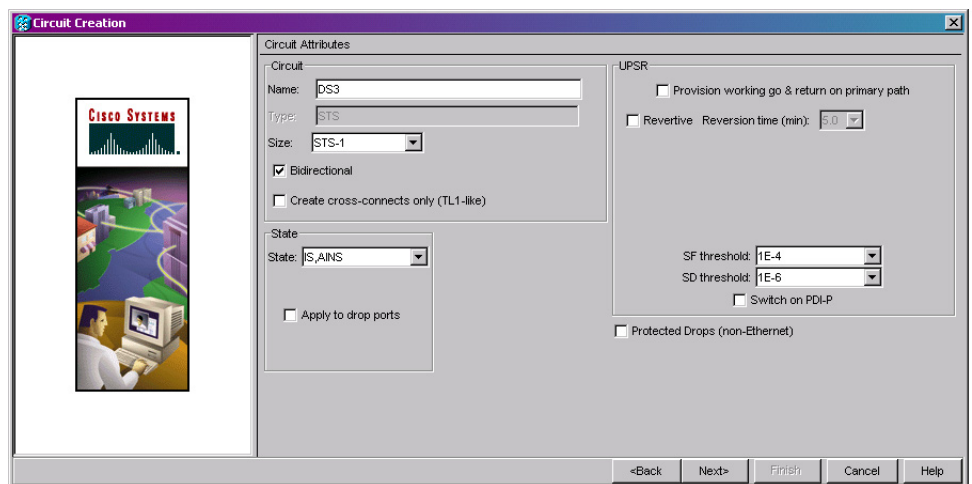 Circuit Creation
Circuit Attributes
CISCO SYSTEMS
Circuit
Name: DS3
Type: STS
Size: STS-1
Bidirectional
Create cross-connects only (TL1-like)
State
State: IS,AINS
Apply to drop ports
UPSR
Provision working go & return on primary path
Revertive Reversion time (min): 5.0
SF threshold: 1E-4
SD threshold: 1E-6
Switch on PDI-P
Protected Drops (non-Ethernet)
<Back Next> Finish Cancel Help